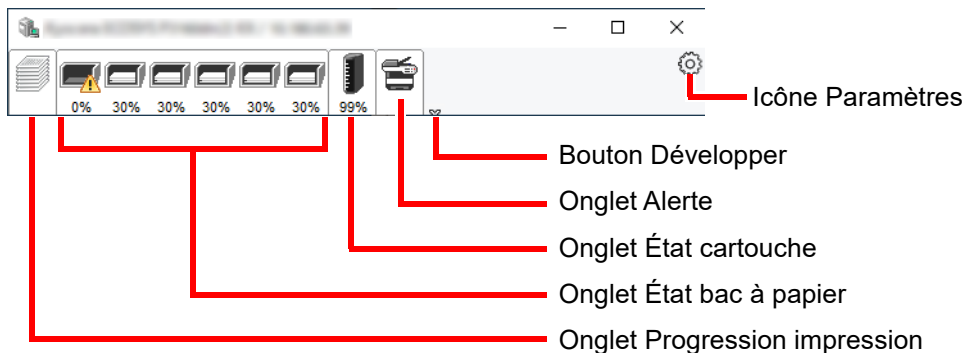 0% 30% 30% 30% 30% 30% 99%
Icône Paramètres
Bouton Développer
Onglet Alerte
Onglet État cartouche
Onglet État bac à papier
Onglet Progression impression